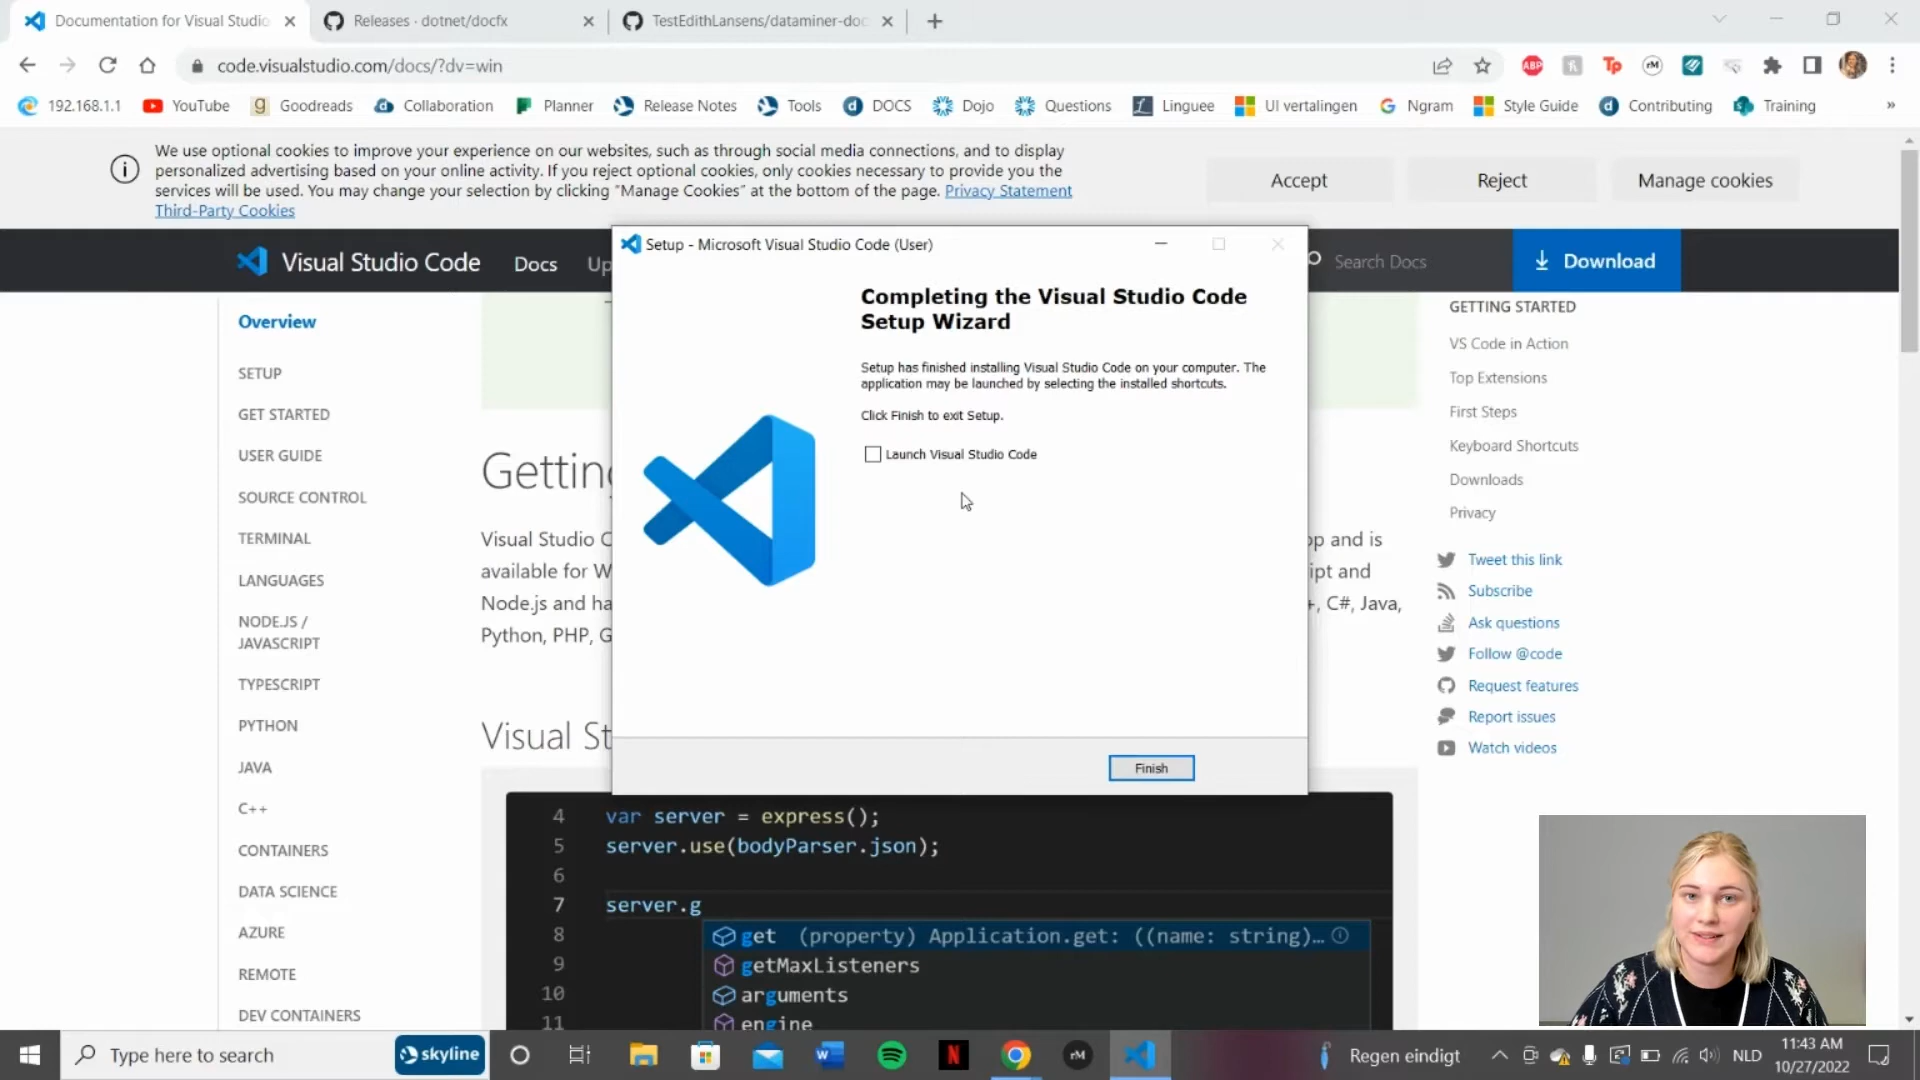 Documentation for Visual Studio
Releases · dotnet/docfx
TestEdithLansens/dataminer-doc
code.visualstudio.com/docs/?dv=win
ABP
Tp
rM
192.168.1.1
YouTube
Goodreads
Collaboration
Planner
Release Notes
Tools
DOCS
Dojo
Questions
Linguee
UI vertalingen
Ngram
Style Guide
Contributing
Training
»
We use optional cookies to improve your experience on our websites, such as through social media connections, and to display
personalized advertising based on your online activity. If you reject optional cookies, only cookies necessary to provide you the
services will be used. You may change your selection by clicking "Manage Cookies" at the bottom of the page. Privacy Statement
Third-Party Cookies
Accept
Reject
Manage cookies
Visual Studio Code
Docs
Up
Search Docs
Download
Setup - Microsoft Visual Studio Code (User)
Completing the Visual Studio Code
Setup Wizard
Setup has finished installing Visual Studio Code on your computer. The
application may be launched by selecting the installed shortcuts.
Click Finish to exit Setup.
Launch Visual Studio Code
Finish
Overview
SETUP
GET STARTED
USER GUIDE
SOURCE CONTROL
TERMINAL
LANGUAGES
NODE.JS /
JAVASCRIPT
TYPESCRIPT
PYTHON
JAVA
C++
CONTAINERS
DATA SCIENCE
AZURE
REMOTE
DEV CONTAINERS
Getting
Visual Studio C
op and is
available for W
ipt and
Node.js and ha
+, C#, Java,
Python, PHP, G
Visual St
4 var server = express();
5 server.use(bodyParser.json);
6
7 server.g
8 get (property) Application.get: ((name: string)…
9 getMaxListeners
10 arguments
11 engine
GETTING STARTED
VS Code in Action
Top Extensions
First Steps
Keyboard Shortcuts
Downloads
Privacy
Tweet this link
Subscribe
Ask questions
Follow @code
Request features
Report issues
Watch videos
Type here to search
skyline
W
N
rM
Regen eindigt
NLD
11:43 AM
10/27/2022